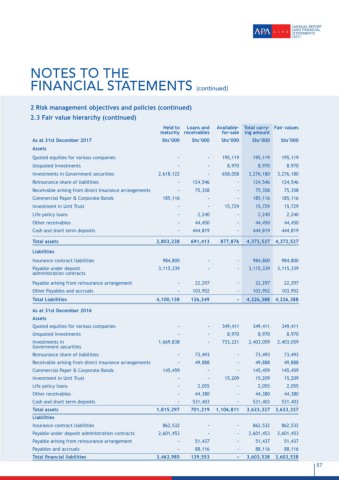 APA LIFE
ANNUAL REPORT
AND FINANCIAL
STATEMENTS
2017
NOTES TO THE
FINANCIAL STATEMENTS (continued)
2 Risk management objectives and policies (continued)
2.3 Fair value hierarchy (continued)
Held to maturity Loans and receivables Available-for-sale Total carry-ing amount Fair values
As at 31st December 2017 Shs'000 Shs'000 Shs'000 Shs'000 Shs'000
Assets
Quoted equities for various companies - - 195,119 195,119 195,119
Unquoted investments - - 8,970 8,970 8,970
Investments in Government securities 2,618,122 - 658,058 3,276,180 3,276,180
Reinsurance share of liabilities - 124,546 - 124,546 124,546
Receivable arising from direct insurance arrangements - 75,358 - 75,358 75,358
Commercial Paper & Corporate Bonds 185,116 - - 185,116 185,116
Investment in Unit Trust - - 15,729 15,729 15,729
Life policy loans - 2,240 - 2,240 2,240
Other receivables - 44,450 - 44,450 44,450
Cash and short term deposits - 444,819 - 444,819 444,819
Total assets 2,803,238 691,413 877,876 4,372,527 4,372,527
Liabilities
Insurance contract liabilities 984,800 - - 984,800 984,800
Payable under deposit
administration contracts 3,115,339 - - 3,115,339 3,115,339
Payable arising from reinsurance arrangement - 22,297 - 22,297 22,297
Other Payables and accruals - 103,952 - 103,952 103,952
Total Liabilities 4,100,138 126,249 - 4,226,388 4,226,388
As at 31st December 2016
Assets
Quoted equities for various companies - - 349,411 349,411 349,411
Unquoted investments - - 8,970 8,970 8,970
Investments in
Government securities 1,669,838 - 733,221 2,403,059 2,403,059
Reinsurance share of liabilities - 73,493 - 73,493 73,493
Receivable arising from direct insurance arrangements - 49,888 - 49,888 49,888
Commercial Paper & Corporate Bonds 145,459 - - 145,459 145,459
Investment in Unit Trust - - 15,209 15,209 15,209
Life policy loans - 2,055 - 2,055 2,055
Other receivables - 44,380 - 44,380 44,380
Cash and short term deposits - 531,403 - 531,403 531,403
Total assets 1,815,297 701,219 1,106,811 3,623,327 3,623,327
Liabilities
Insurance contract liabilities 862,532 - - 862,532 862,532
Payable under deposit administration contracts 2,601,453 - - 2,601,453 2,601,453
Payable arising from reinsurance arrangement - 51,437 - 51,437 51,437
Payables and accruals - 88,116 - 88,116 88,116
Total financial liabilities 3,463,985 139,553 - 3,603,538 3,603,538
57